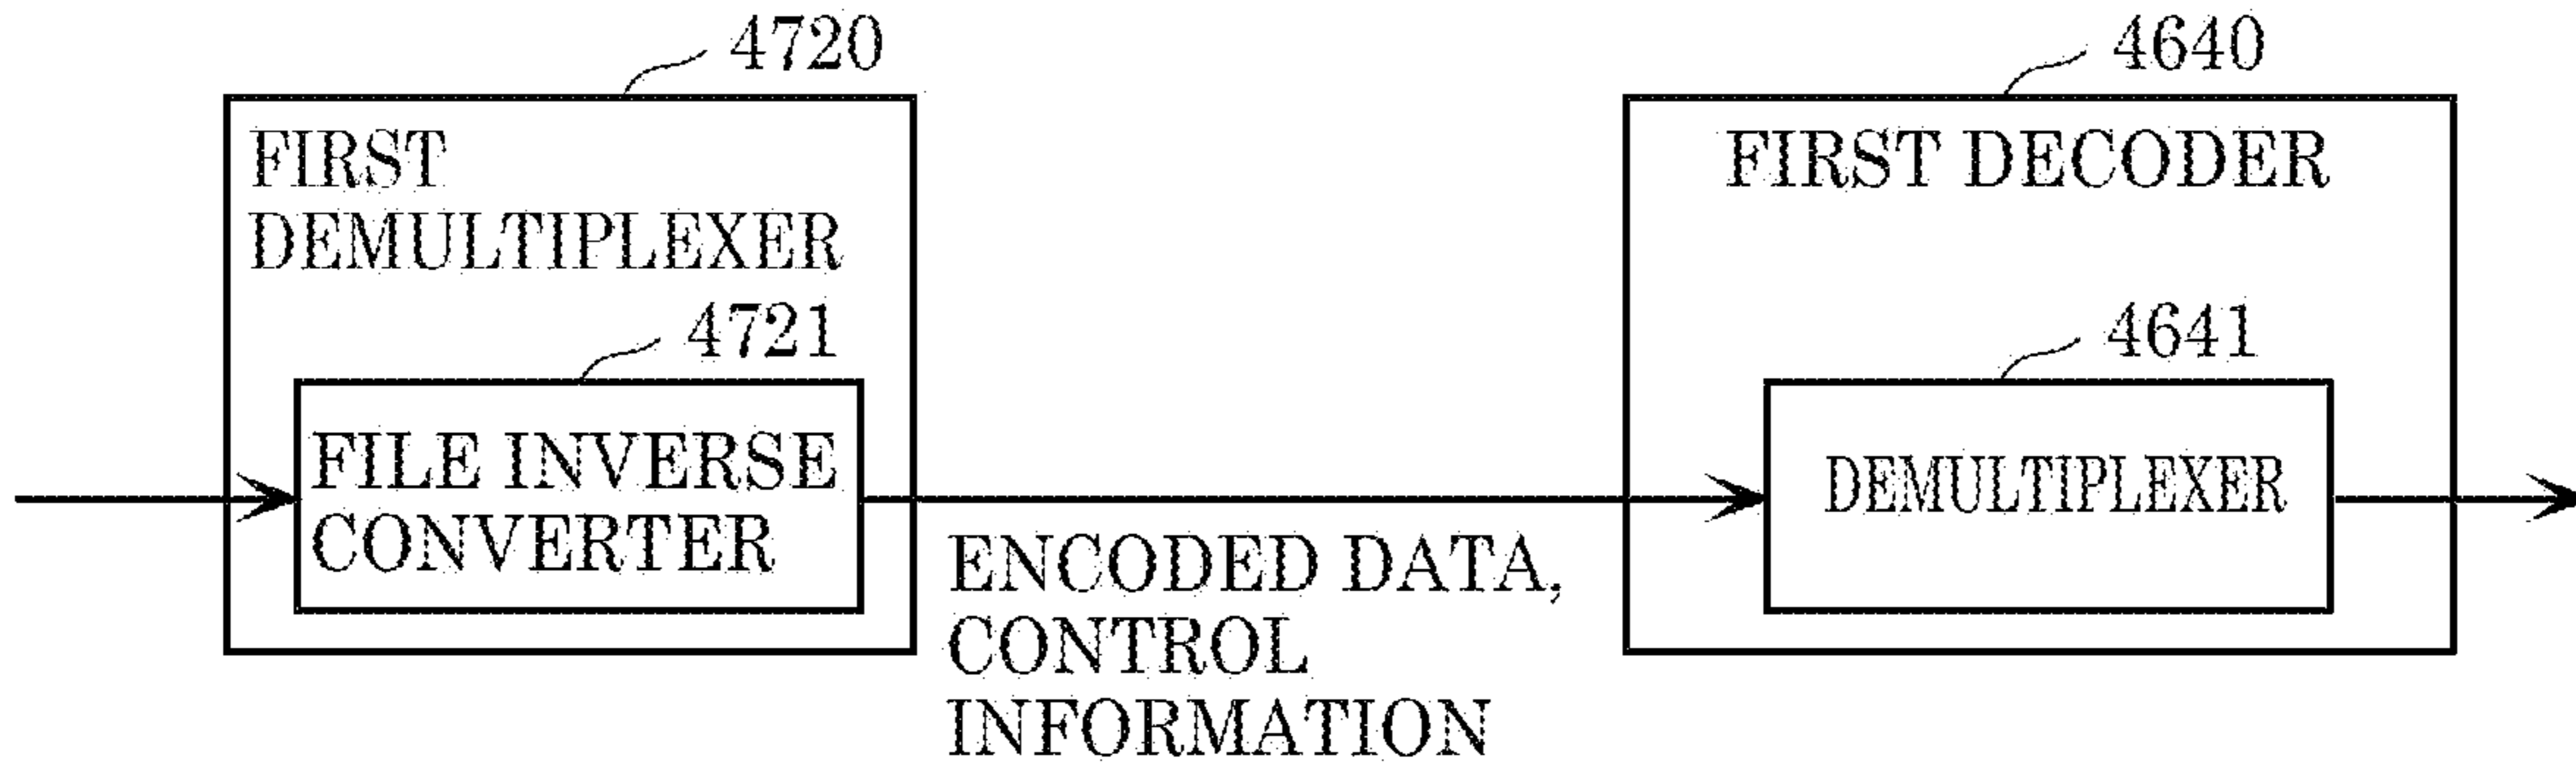 4720
FIRST
DEMULTIPLEXER
4721
FILE INVERSE
CONVERTER
ENCODED DATA,
CONTROL
INFORMATION
4640
FIRST DECODER
4641
DEMULTIPLEXER